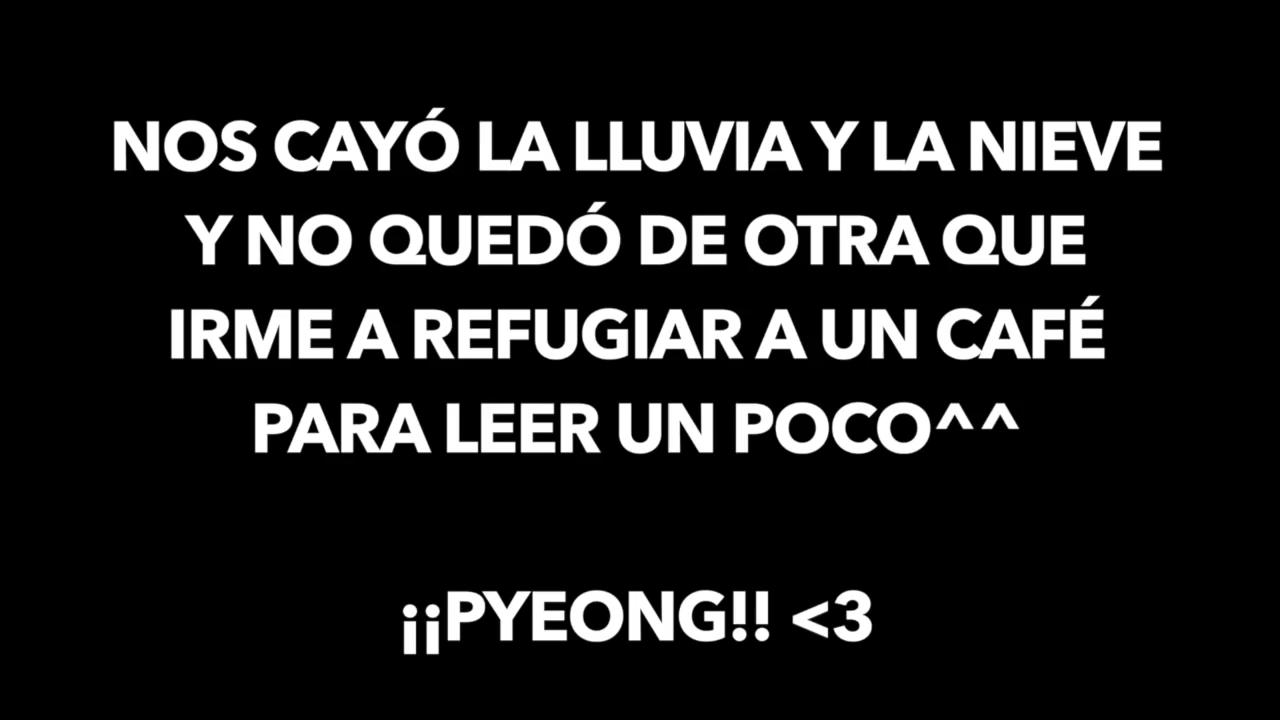 NOS CAYÓ LA LLUVIA Y LA NIEVE
Y NO QUEDÓ DE OTRA QUE
IRME A REFUGIAR A UN CAFÉ
PARA LEER UN POCO^^
¡¡PYEONG!! <3